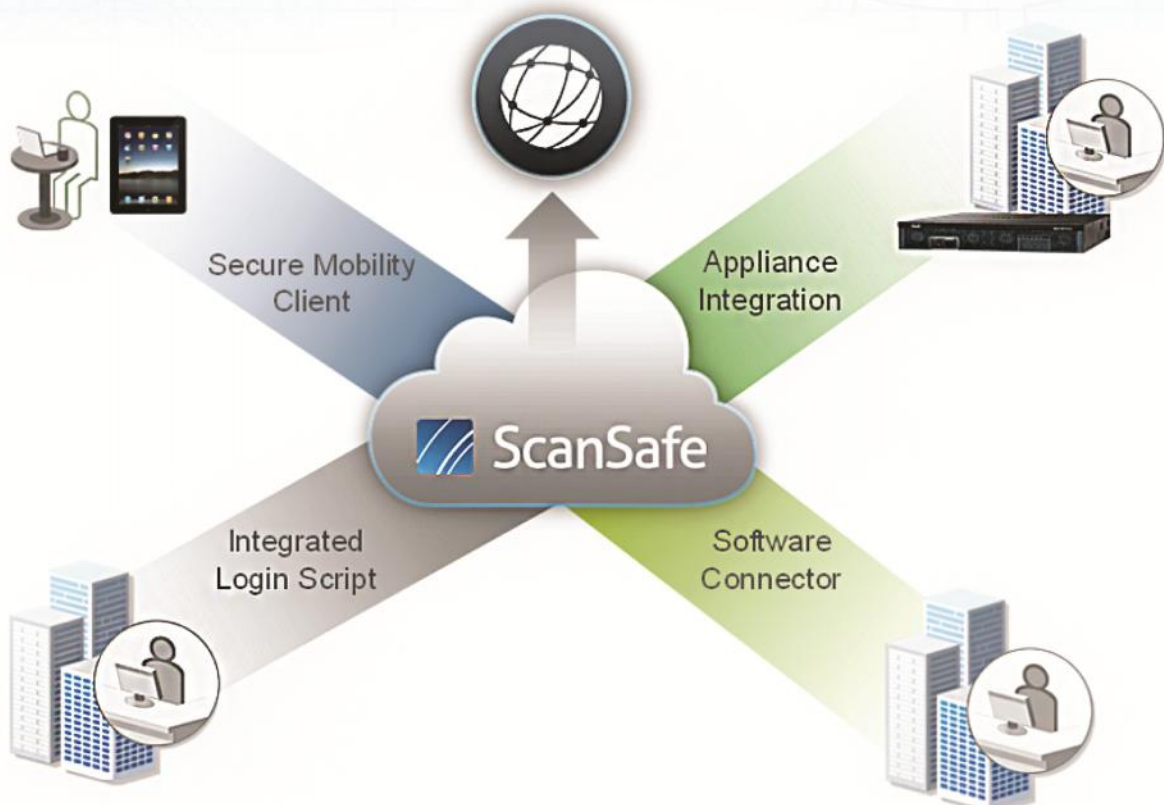 Secure Mobility
Client
Appliance
Integration
ScanSafe
Integrated
Login Script
Software
Connector